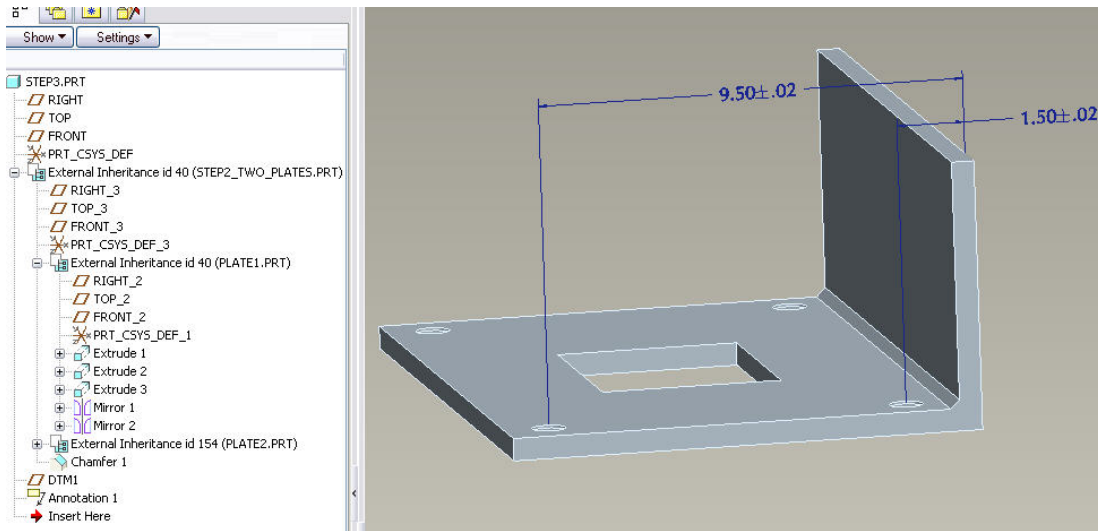 Show Settings
STEP3.PRT
RIGHT
TOP
FRONT
PRT_CSYS_DEF
External Inheritance id 40 (STEP2_TWO_PLATES.PRT)
RIGHT_3
TOP_3
FRONT_3
PRT_CSYS_DEF_3
External Inheritance id 40 (PLATE1.PRT)
RIGHT_2
TOP_2
FRONT_2
PRT_CSYS_DEF_1
Extrude 1
Extrude 2
Extrude 3
Mirror 1
Mirror 2
External Inheritance id 154 (PLATE2.PRT)
Chamfer 1
DTM1
Annotation 1
Insert Here
9.50±.02
1.50±.02